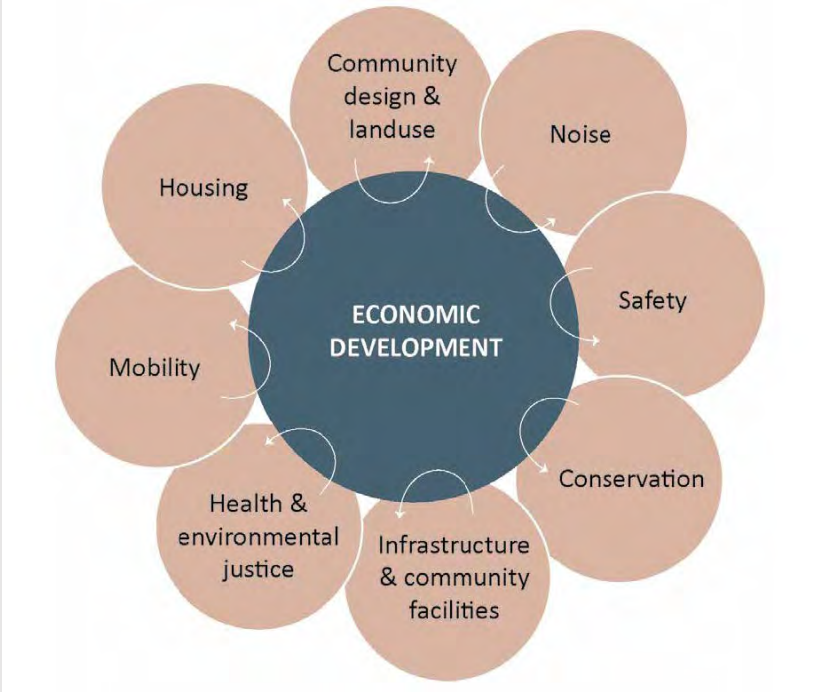 Community
design &
landuse
Noise
Housing
Safety
ECONOMIC
DEVELOPMENT
Mobility
Conservation
Health &
environmental
justice
Infrastructure
& community
facilities